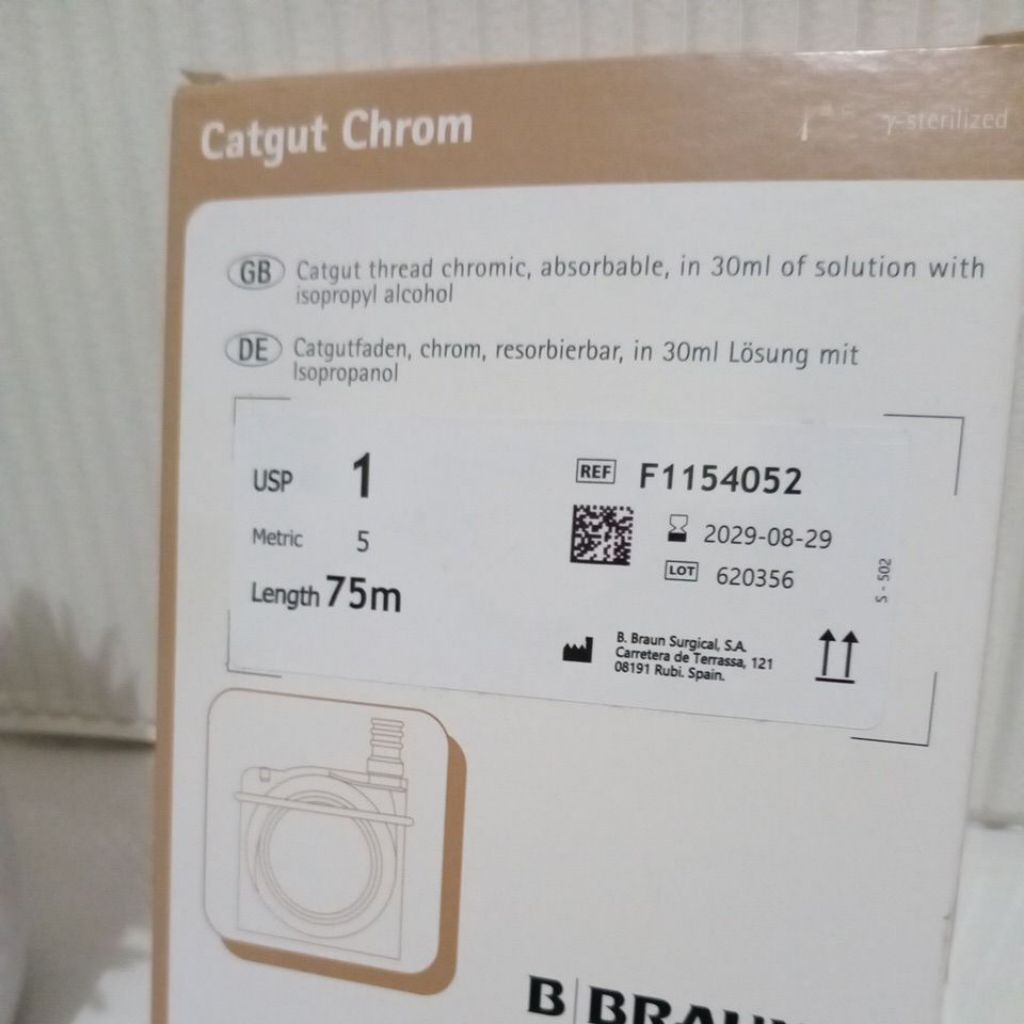 Catgut Chrom
γ-sterilized
GB Catgut thread chromic, absorbable, in 30ml of solution with
isopropyl alcohol
DE Catgutfaden, chrom, resorbierbar, in 30ml Lösung mit
Isopropanol
USP 1
Metric 5
Length 75m
REF F1154052
2029-08-29
LOT 620356
S - 502
B. Braun Surgical, S.A.
Carretera de Terrassa, 121
08191 Rubi. Spain.
B BRAUN